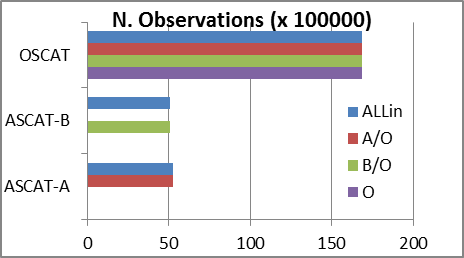 N. Observations (x 100000)
OSCAT
ASCAT-B
ASCAT-A
ALLin
A/O
B/O
O
0 50 100 150 200